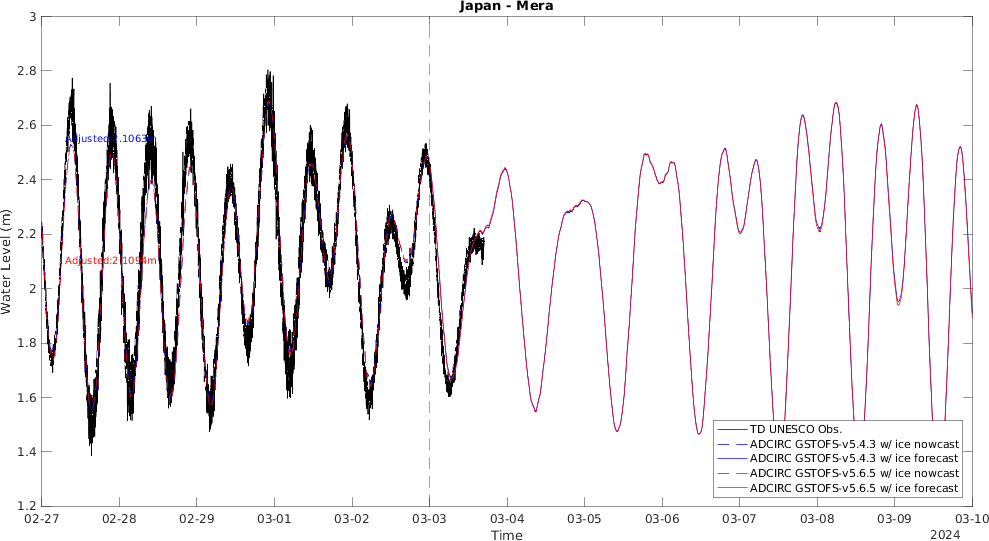 Japan - Mera
3
2.8
2.6
2.4
2.2
2
1.8
1.6
1.4
1.2
Water Level (m)
Adjusted:2.1063m
Adjusted:2.1094m
TD UNESCO Obs.
ADCIRC GSTOFS-v5.4.3 w/ ice nowcast
ADCIRC GSTOFS-v5.4.3 w/ ice forecast
ADCIRC GSTOFS-v5.6.5 w/ ice nowcast
ADCIRC GSTOFS-v5.6.5 w/ ice forecast
02-27 02-28 02-29 03-01 03-02 03-03 03-04 03-05 03-06 03-07 03-08 03-09 03-10
Time
2024